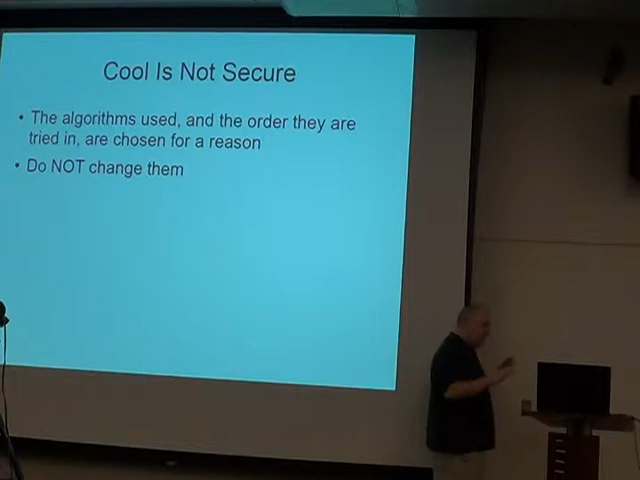 Cool Is Not Secure
• The algorithms used, and the order they are
tried in, are chosen for a reason
• Do NOT change them